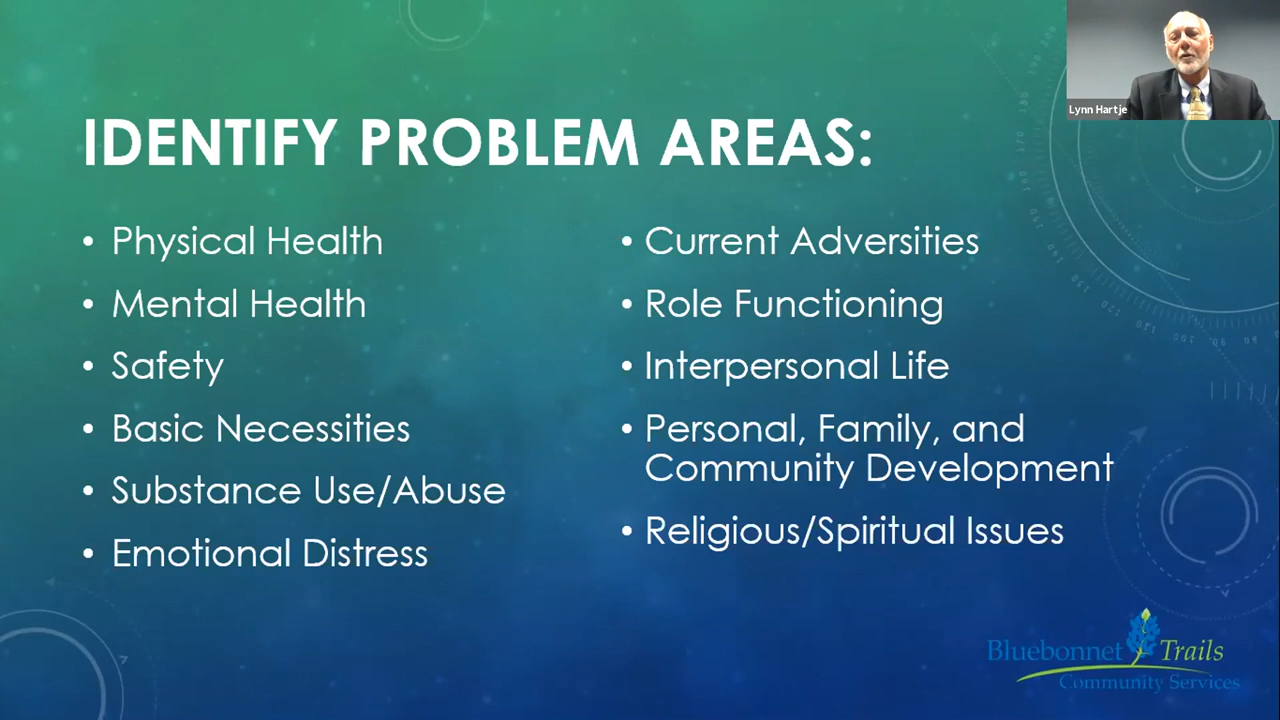 Lynn Hartje
IDENTIFY PROBLEM AREAS:
• Physical Health
• Mental Health
• Safety
• Basic Necessities
• Substance Use/Abuse
• Emotional Distress
• Current Adversities
• Role Functioning
• Interpersonal Life
• Personal, Family, and
Community Development
• Religious/Spiritual Issues
Bluebonnet Trails
Community Services